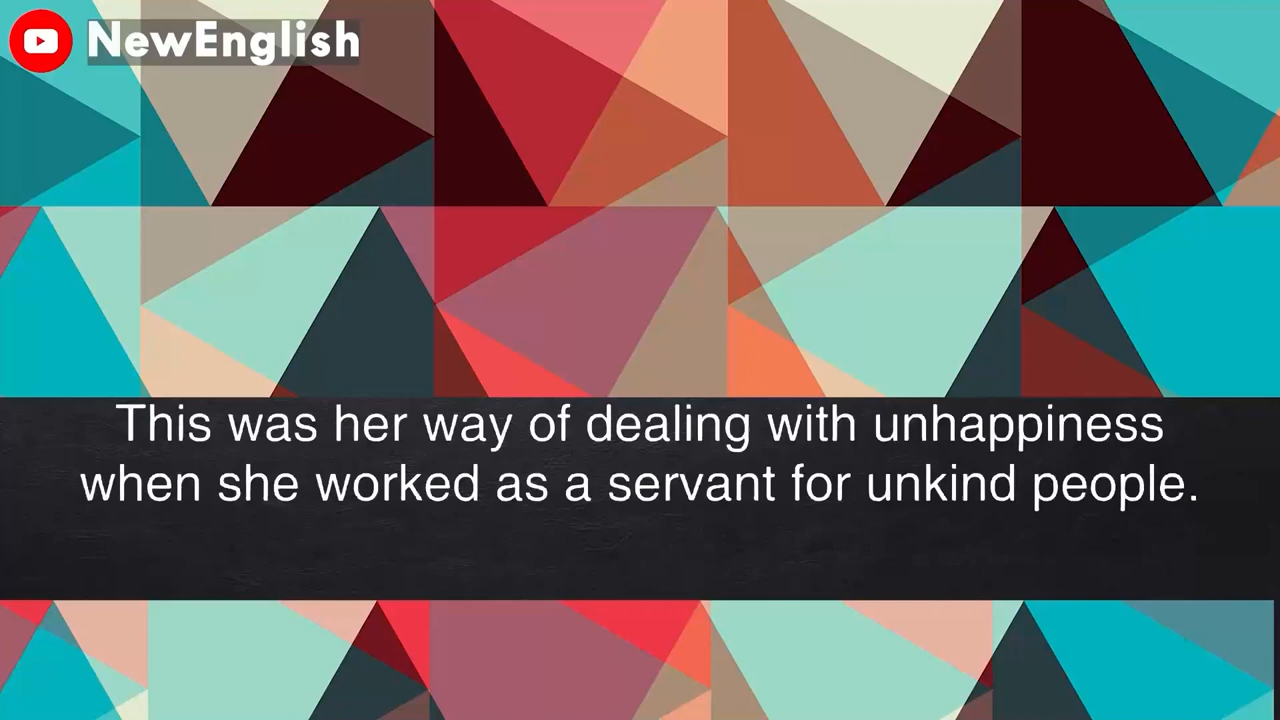 NewEnglish
This was her way of dealing with unhappiness
when she worked as a servant for unkind people.